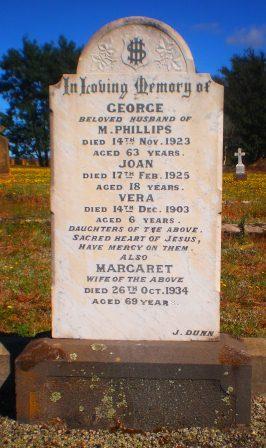 IHS
In Loving Memory of
GEORGE
BELOVED HUSBAND OF
M. PHILLIPS
DIED 14TH NOV. 1923
AGED 63 YEARS.
JOAN
DIED 17TH FEB. 1925
AGED 18 YEARS.
VERA
DIED 14TH DEC. 1903
AGED 6 YEARS.
DAUGHTERS OF THE ABOVE.
SACRED HEART OF JESUS,
HAVE MERCY ON THEM.
ALSO
MARGARET
WIFE OF THE ABOVE
DIED 26TH OCT. 1934
AGED 69 YEAR
J. DUNN